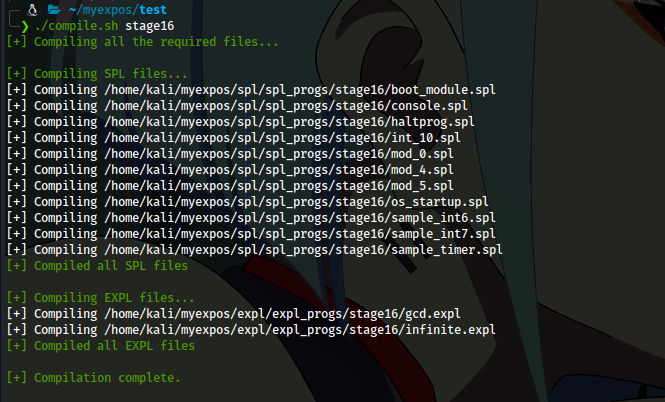 ~/myexpos/test
❯ ./compile.sh stage16
[+] Compiling all the required files...
[+] Compiling SPL files...
[+] Compiling /home/kali/myexpos/spl/spl_progs/stage16/boot_module.spl
[+] Compiling /home/kali/myexpos/spl/spl_progs/stage16/console.spl
[+] Compiling /home/kali/myexpos/spl/spl_progs/stage16/haltprog.spl
[+] Compiling /home/kali/myexpos/spl/spl_progs/stage16/int_10.spl
[+] Compiling /home/kali/myexpos/spl/spl_progs/stage16/mod_0.spl
[+] Compiling /home/kali/myexpos/spl/spl_progs/stage16/mod_4.spl
[+] Compiling /home/kali/myexpos/spl/spl_progs/stage16/mod_5.spl
[+] Compiling /home/kali/myexpos/spl/spl_progs/stage16/os_startup.spl
[+] Compiling /home/kali/myexpos/spl/spl_progs/stage16/sample_int6.spl
[+] Compiling /home/kali/myexpos/spl/spl_progs/stage16/sample_int7.spl
[+] Compiling /home/kali/myexpos/spl/spl_progs/stage16/sample_timer.spl
[+] Compiled all SPL files
[+] Compiling EXPL files...
[+] Compiling /home/kali/myexpos/expl/expl_progs/stage16/gcd.expl
[+] Compiling /home/kali/myexpos/expl/expl_progs/stage16/infinite.expl
[+] Compiled all EXPL files
[+] Compilation complete.